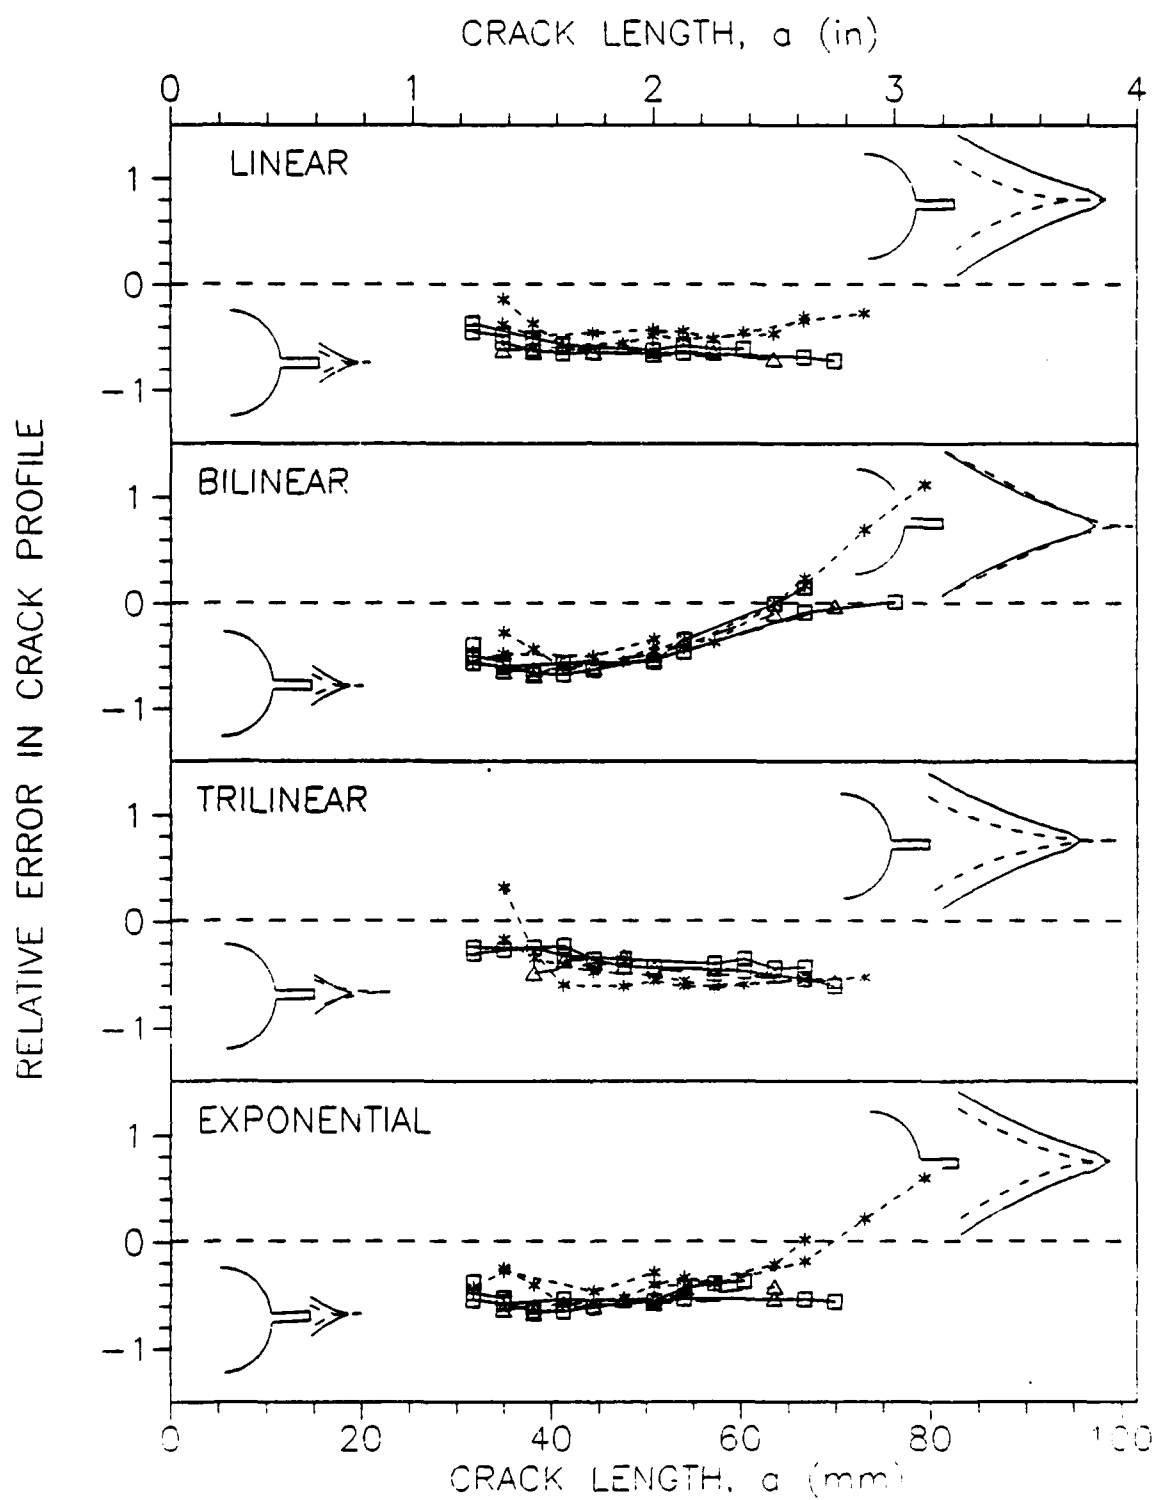 CRACK LENGTH, a (in)
0 1 2 3 4
RELATIVE ERROR IN CRACK PROFILE
LINEAR
1
0
-1
BILINEAR
1
0
-1
TRILINEAR
1
0
-1
EXPONENTIAL
1
0
-1
0 20 40 60 80 100
CRACK LENGTH, a (mm)